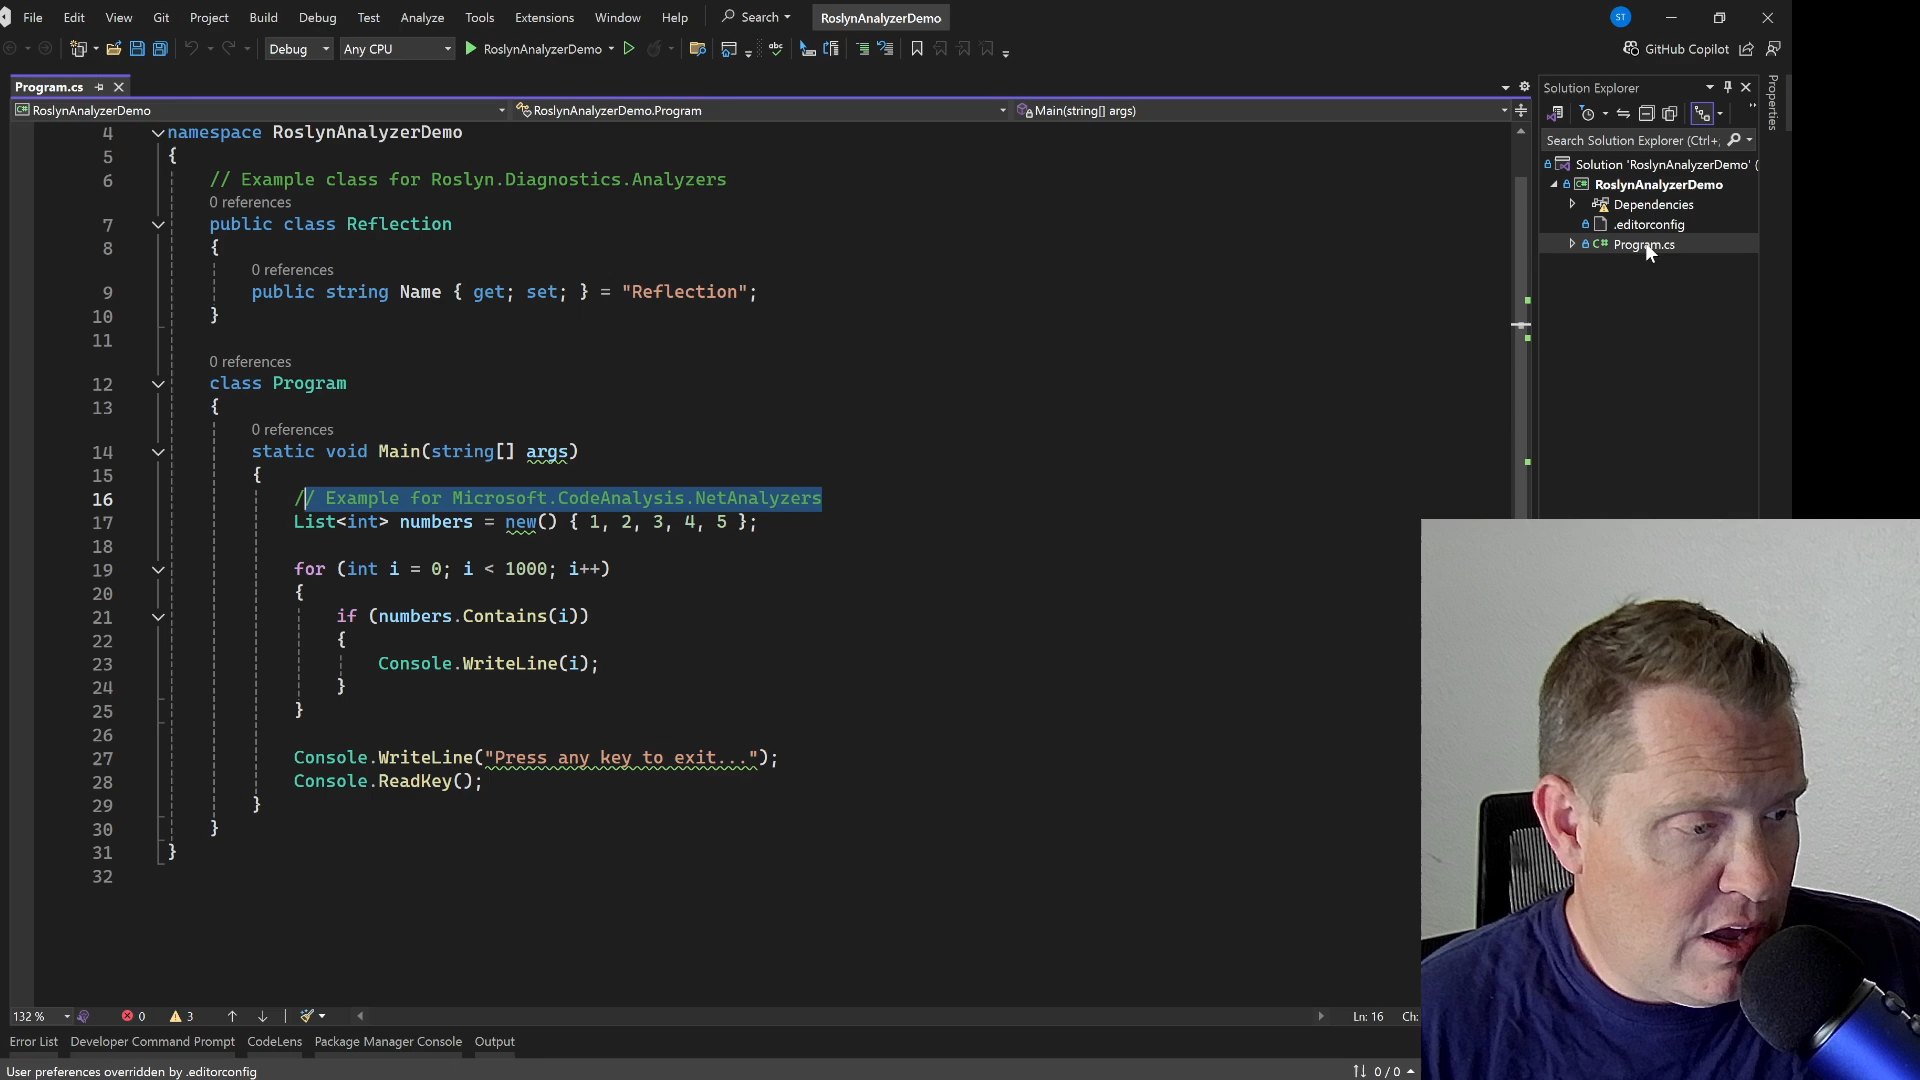 File Edit View Git Project Build Debug Test Analyze Tools Extensions Window Help Search RoslynAnalyzerDemo ST
Debug Any CPU RoslynAnalyzerDemo abc GitHub Copilot
Program.cs
RoslynAnalyzerDemo RoslynAnalyzerDemo.Program Main(string[] args)
4 namespace RoslynAnalyzerDemo
5 {
6 // Example class for Roslyn.Diagnostics.Analyzers
0 references
7 public class Reflection
8 {
0 references
9 public string Name { get; set; } = "Reflection";
10 }
11
0 references
12 class Program
13 {
0 references
14 static void Main(string[] args)
15 {
16 // Example for Microsoft.CodeAnalysis.NetAnalyzers
17 List<int> numbers = new() { 1, 2, 3, 4, 5 };
18
19 for (int i = 0; i < 1000; i++)
20 {
21 if (numbers.Contains(i))
22 {
23 Console.WriteLine(i);
24 }
25 }
26
27 Console.WriteLine("Press any key to exit...");
28 Console.ReadKey();
29 }
30 }
31 }
32
132 % 0 3 Ln: 16 Ch:
Error List Developer Command Prompt CodeLens Package Manager Console Output
User preferences overridden by .editorconfig 0 / 0
Solution Explorer
Search Solution Explorer (Ctrl+;
Solution 'RoslynAnalyzerDemo' (
RoslynAnalyzerDemo
Dependencies
.editorconfig
C# Program.cs
Properties